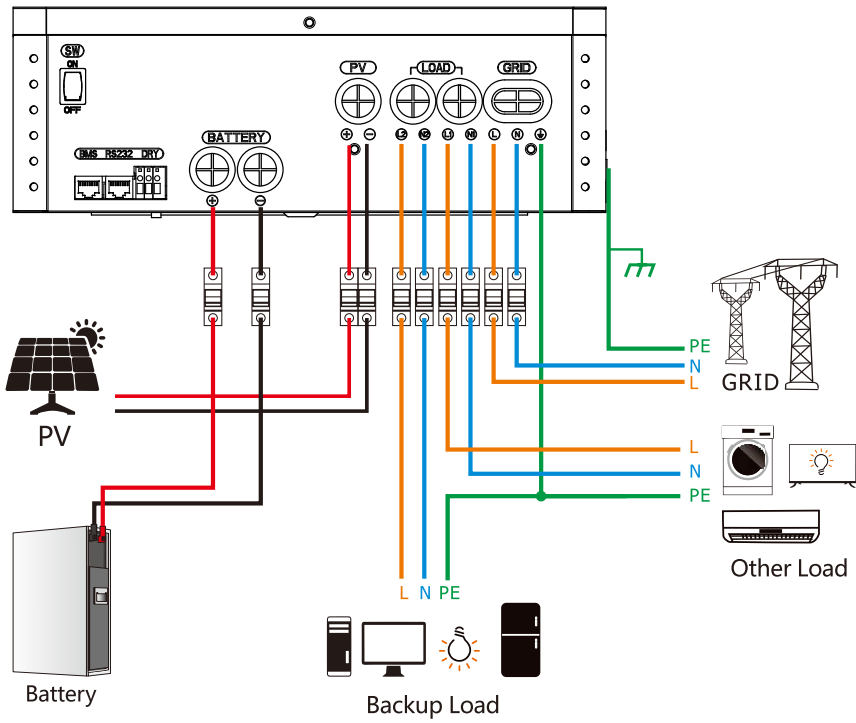 SW
ON
OFF
PV
LOAD
GRID
+ − L2 N2 L1 N1 L N
BATTERY
BMS RS232 DRY
+ −
PE
N
L
GRID
PV
L
N
PE
Other Load
L N PE
Battery
Backup Load